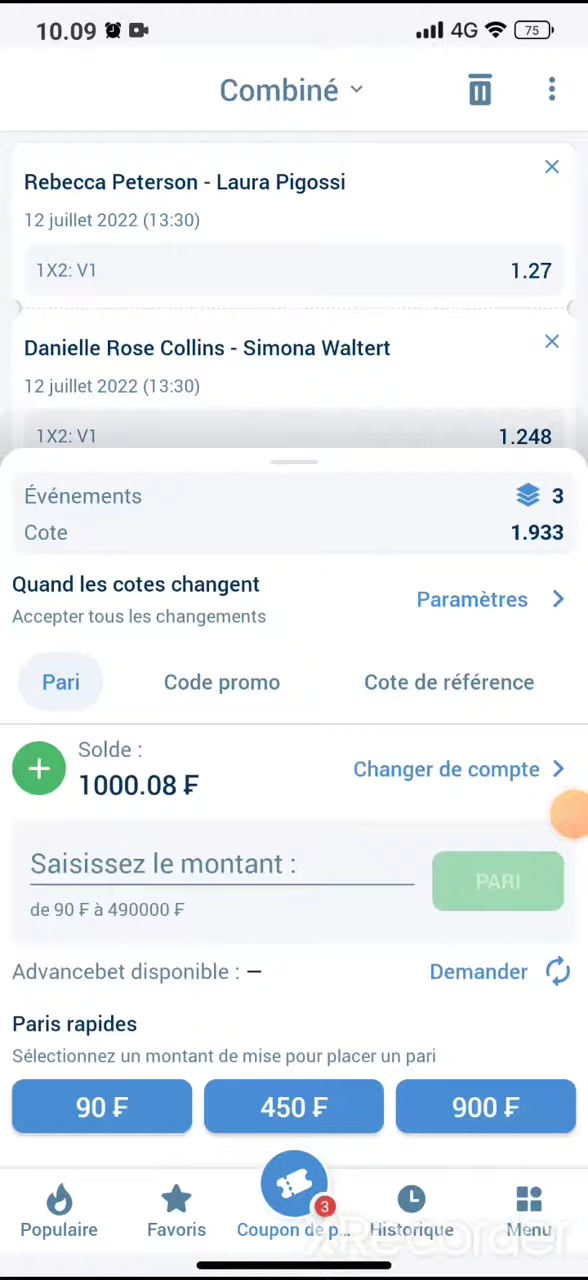 10.09 4G 75
Combiné
Rebecca Peterson - Laura Pigossi
12 juillet 2022 (13:30)
1X2: V1 1.27
Danielle Rose Collins - Simona Waltert
12 juillet 2022 (13:30)
1X2: V1 1.248
Événements 3
Cote 1.933
Quand les cotes changent
Accepter tous les changements
Paramètres
Pari Code promo Cote de référence
Solde :
1000.08 ₣
Changer de compte
Saisissez le montant :
PARI
de 90 ₣ à 490000 ₣
Advancebet disponible : — Demander
Paris rapides
Sélectionnez un montant de mise pour placer un pari
90 ₣ 450 ₣ 900 ₣
3
Populaire Favoris Coupon de p... Historique Menu
XRecorder